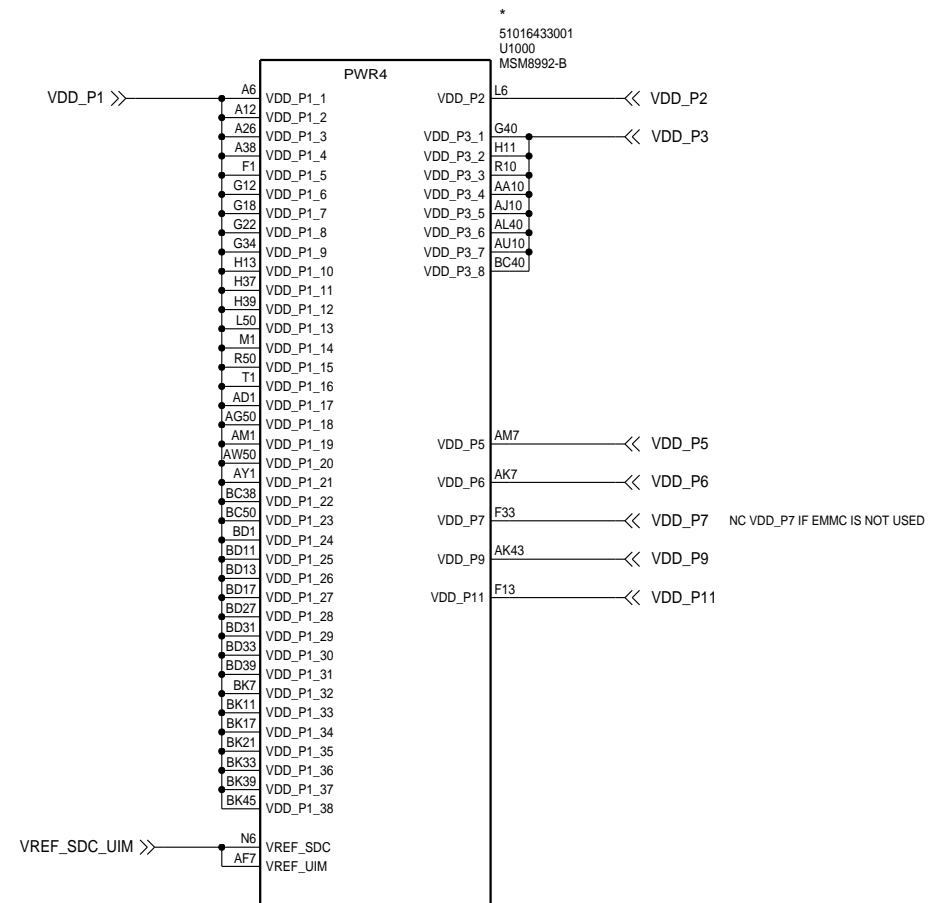 *
51016433001
U1000
MSM8992-B
PWR4
VDD_P1
A6 VDD_P1_1
A12 VDD_P1_2
A26 VDD_P1_3
A38 VDD_P1_4
F1 VDD_P1_5
G12 VDD_P1_6
G18 VDD_P1_7
G22 VDD_P1_8
G34 VDD_P1_9
H13 VDD_P1_10
H37 VDD_P1_11
H39 VDD_P1_12
L50 VDD_P1_13
M1 VDD_P1_14
R50 VDD_P1_15
T1 VDD_P1_16
AD1 VDD_P1_17
AG50 VDD_P1_18
AM1 VDD_P1_19
AW50 VDD_P1_20
AY1 VDD_P1_21
BC38 VDD_P1_22
BC50 VDD_P1_23
BD1 VDD_P1_24
BD11 VDD_P1_25
BD13 VDD_P1_26
BD17 VDD_P1_27
BD27 VDD_P1_28
BD31 VDD_P1_29
BD33 VDD_P1_30
BD39 VDD_P1_31
BK7 VDD_P1_32
BK11 VDD_P1_33
BK17 VDD_P1_34
BK21 VDD_P1_35
BK33 VDD_P1_36
BK39 VDD_P1_37
BK45 VDD_P1_38
VREF_SDC_UIM
N6 VREF_SDC
AF7 VREF_UIM
VDD_P2 L6 VDD_P2
VDD_P3_1 G40 VDD_P3
VDD_P3_2 H11
VDD_P3_3 R10
VDD_P3_4 AA10
VDD_P3_5 AJ10
VDD_P3_6 AL40
VDD_P3_7 AU10
VDD_P3_8 BC40
VDD_P5 AM7 VDD_P5
VDD_P6 AK7 VDD_P6
VDD_P7 F33 VDD_P7 NC VDD_P7 IF EMMC IS NOT USED
VDD_P9 AK43 VDD_P9
VDD_P11 F13 VDD_P11